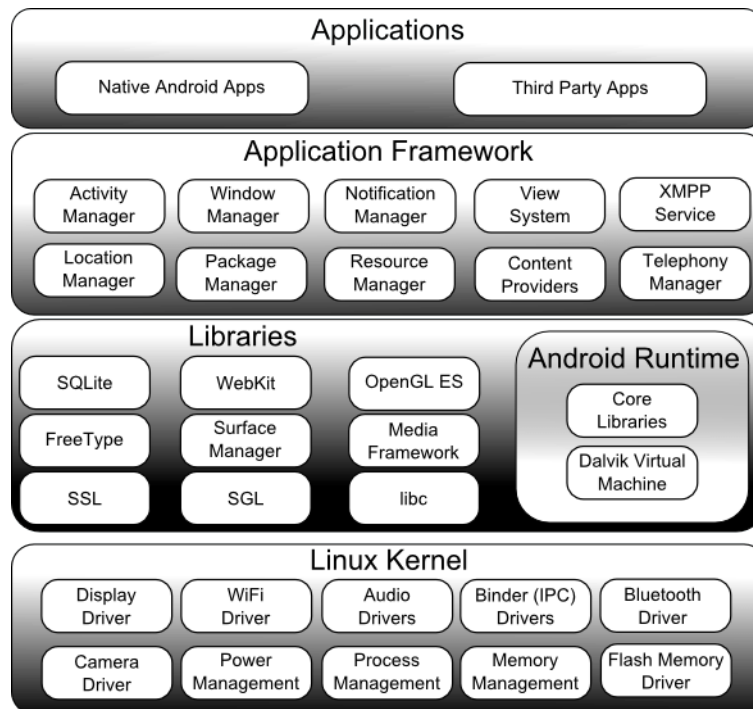 Applications
Native Android Apps
Third Party Apps
Application Framework
Activity
Manager
Window
Manager
Notification
Manager
View
System
XMPP
Service
Location
Manager
Package
Manager
Resource
Manager
Content
Providers
Telephony
Manager
Libraries
SQLite
WebKit
OpenGL ES
FreeType
Surface
Manager
Media
Framework
SSL
SGL
libc
Android Runtime
Core
Libraries
Dalvik Virtual
Machine
Linux Kernel
Display
Driver
WiFi
Driver
Audio
Drivers
Binder (IPC)
Drivers
Bluetooth
Driver
Camera
Driver
Power
Management
Process
Management
Memory
Management
Flash Memory
Driver